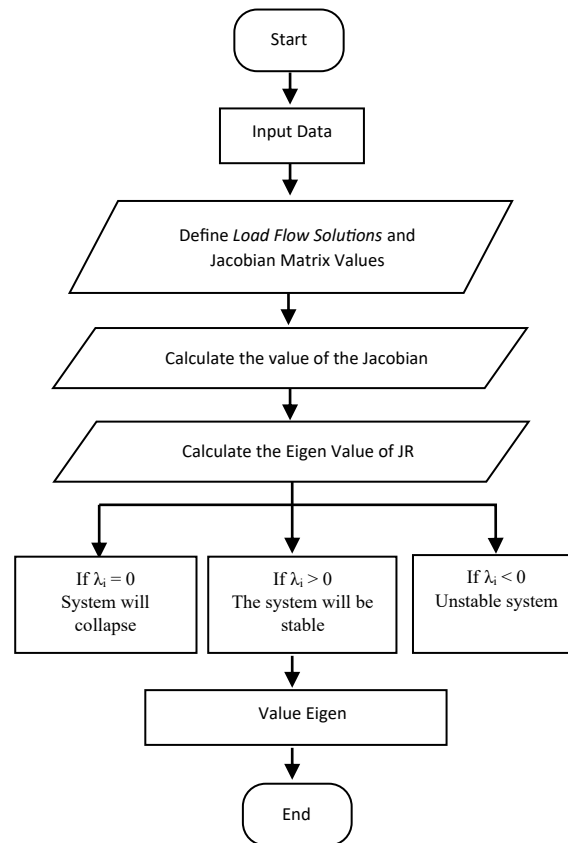 Start
Input Data
Define Load Flow Solutions and
Jacobian Matrix Values
Calculate the value of the Jacobian
Calculate the Eigen Value of JR
If λᵢ = 0
System will
collapse
If λᵢ > 0
The system will be
stable
If λᵢ < 0
Unstable system
Value Eigen
End